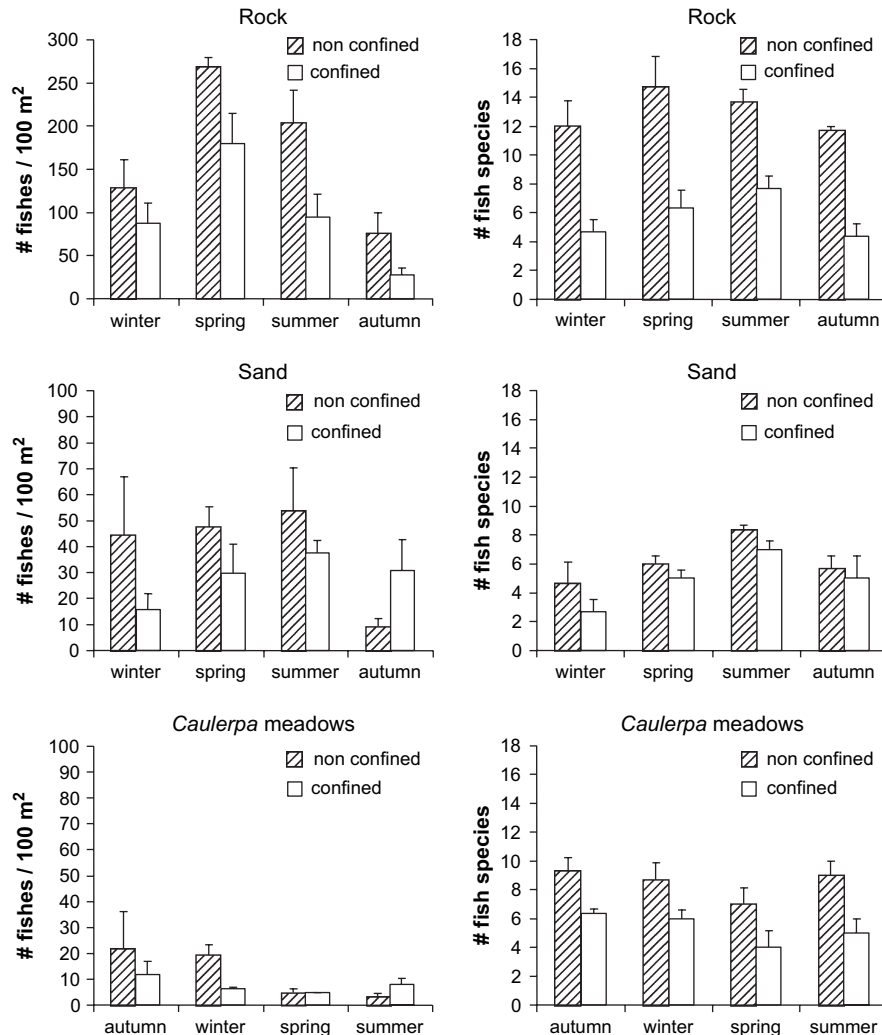 Rock
# fishes / 100 m²
300
250
200
150
100
50
0
non confined
confined
winter spring summer autumn
Rock
# fish species
18
16
14
12
10
8
6
4
2
0
non confined
confined
winter spring summer autumn
Sand
# fishes / 100 m²
100
90
80
70
60
50
40
30
20
10
0
non confined
confined
winter spring summer autumn
Sand
# fish species
18
16
14
12
10
8
6
4
2
0
non confined
confined
winter spring summer autumn
Caulerpa meadows
# fishes / 100 m²
100
90
80
70
60
50
40
30
20
10
0
non confined
confined
autumn winter spring summer
Caulerpa meadows
# fish species
18
16
14
12
10
8
6
4
2
0
non confined
confined
autumn winter spring summer